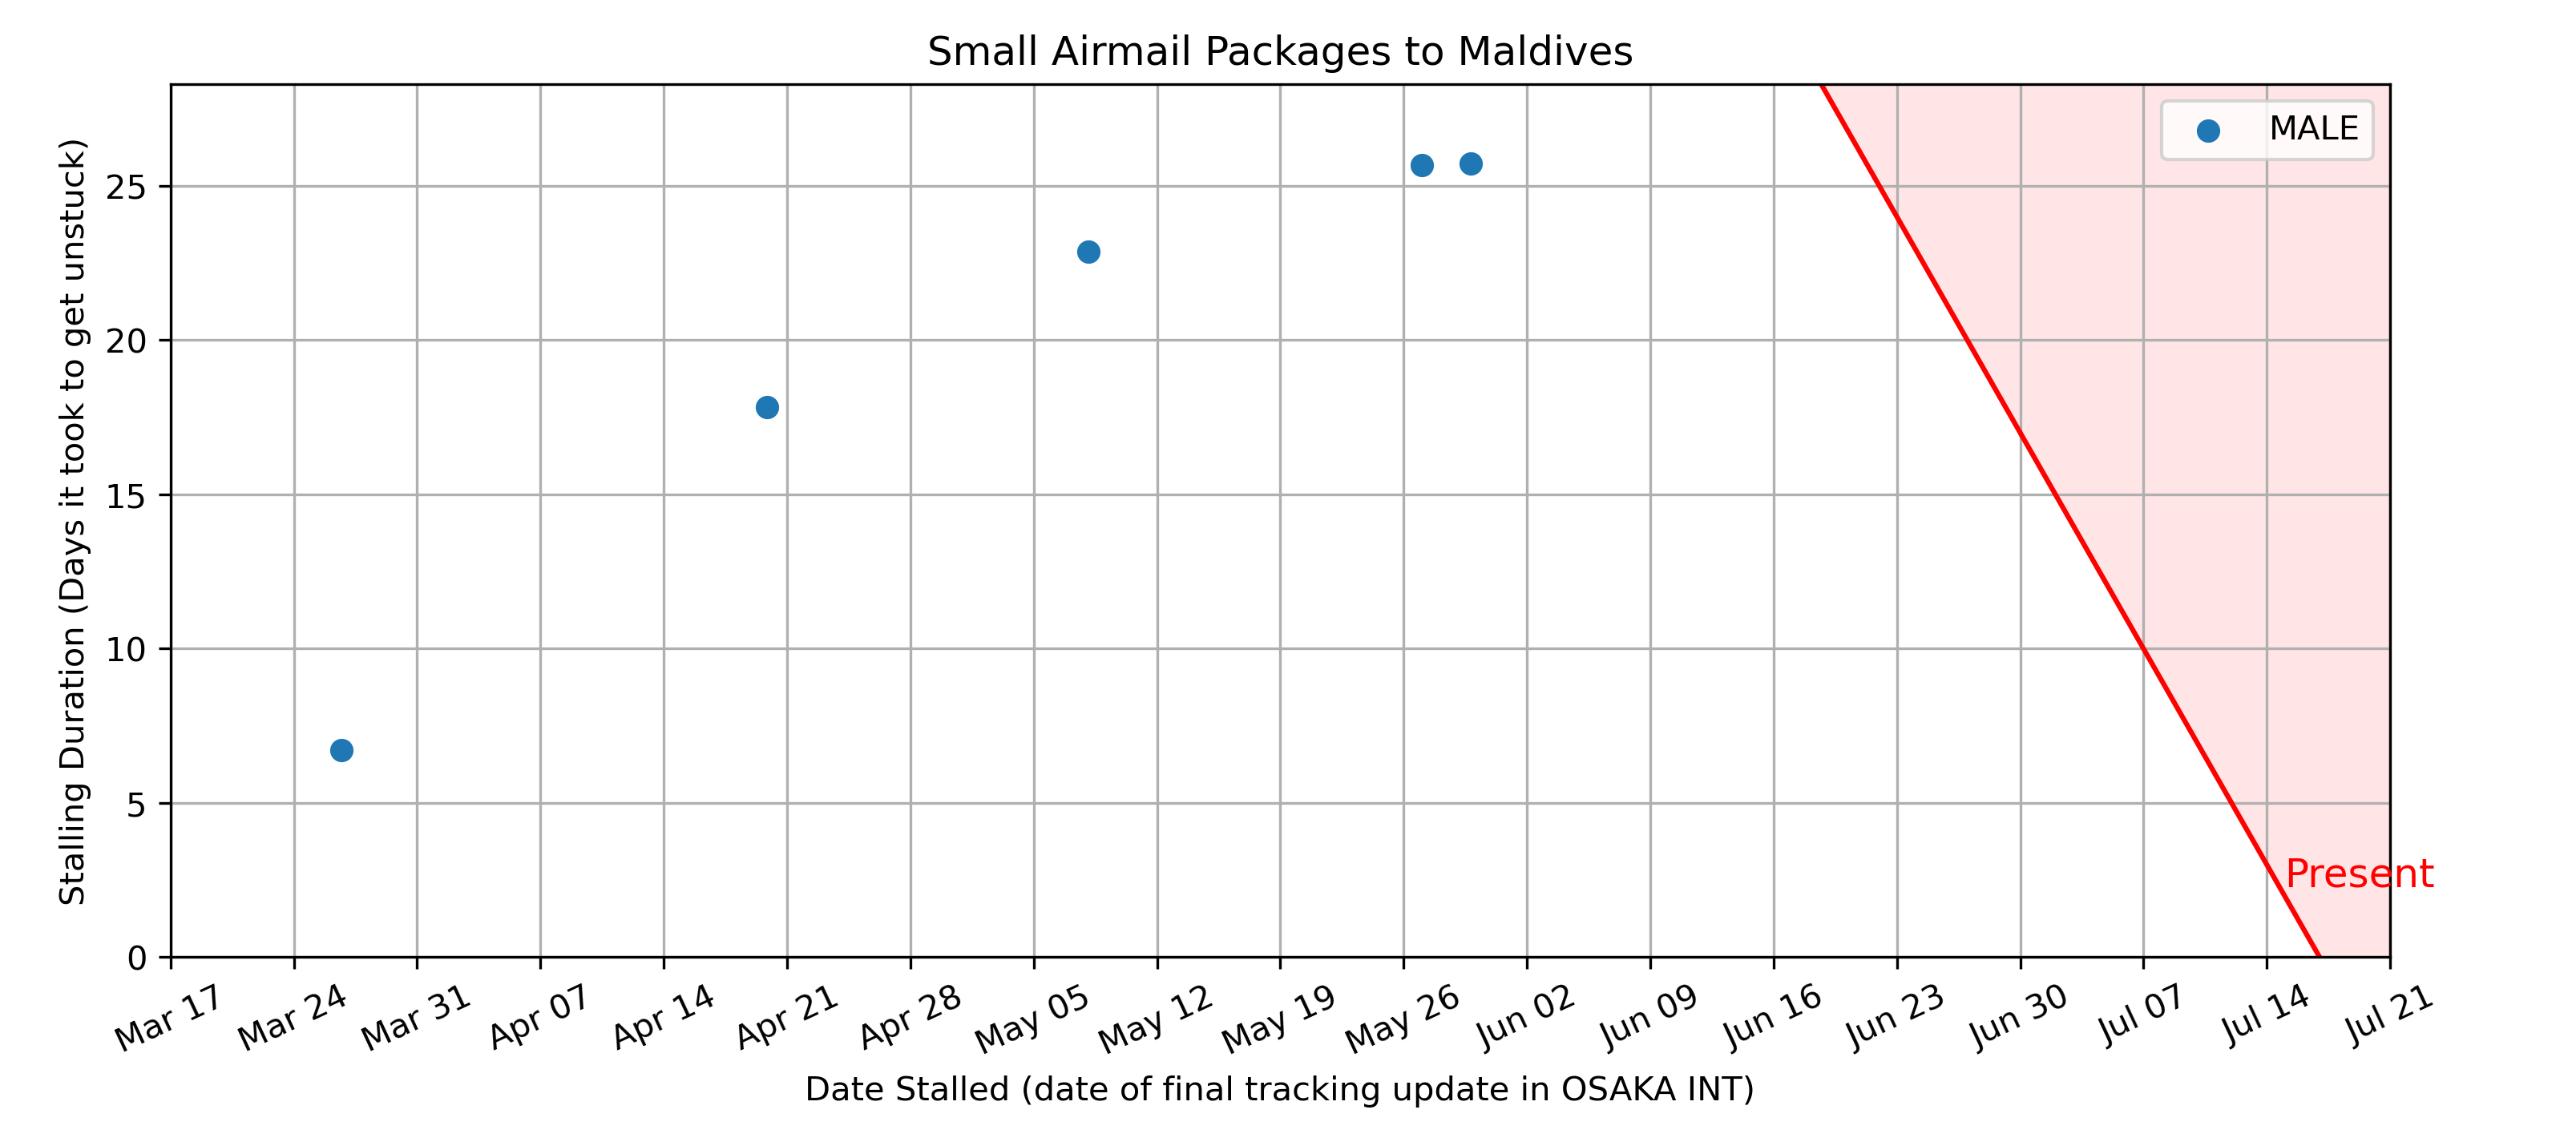 Small Airmail Packages to Maldives
MALE
Stalling Duration (Days it took to get unstuck)
25
20
15
10
5
0
Present
Mar 17
Mar 24
Mar 31
Apr 07
Apr 14
Apr 21
Apr 28
May 05
May 12
May 19
May 26
Jun 02
Jun 09
Jun 16
Jun 23
Jun 30
Jul 07
Jul 14
Jul 21
Date Stalled (date of final tracking update in OSAKA INT)